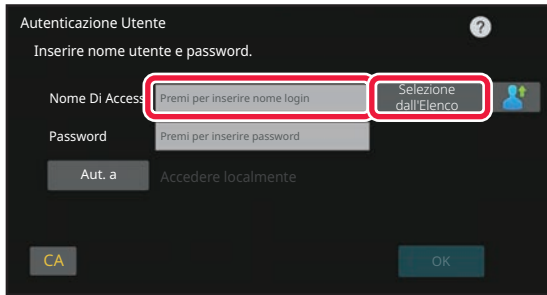 Autenticazione Utente
?
Inserire nome utente e password.
Nome Di Access
Premi per inserire nome login
Selezione
dall'Elenco
Password
Premi per inserire password
Aut. a
Accedere localmente
CA
OK